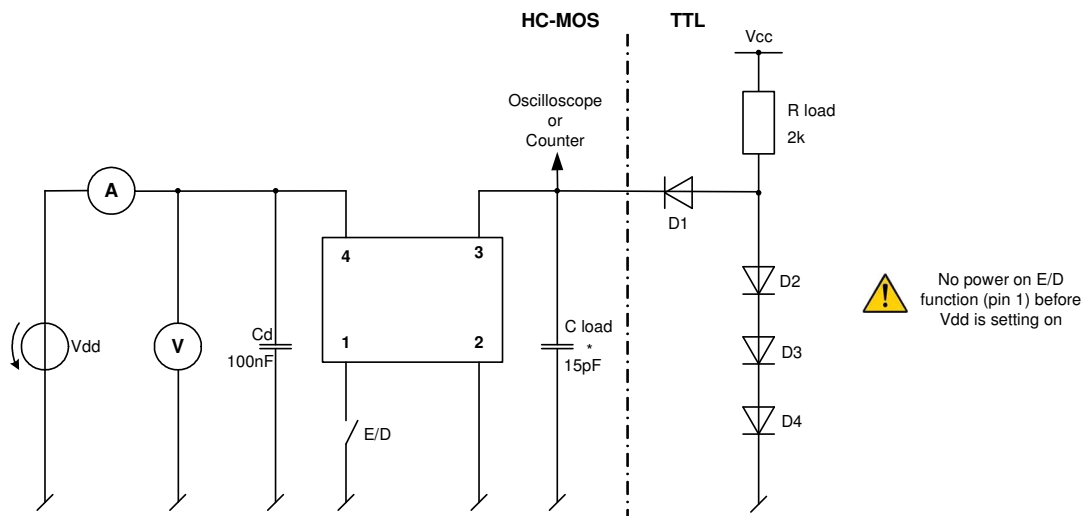 HC-MOS
TTL
Vcc
Oscilloscope
or
Counter
R load
2k
A
D1
4
3
D2
No power on E/D
function (pin 1) before
Vdd is setting on
Vdd
V
Cd
100nF
1
2
C load
*
15pF
D3
D4
E/D